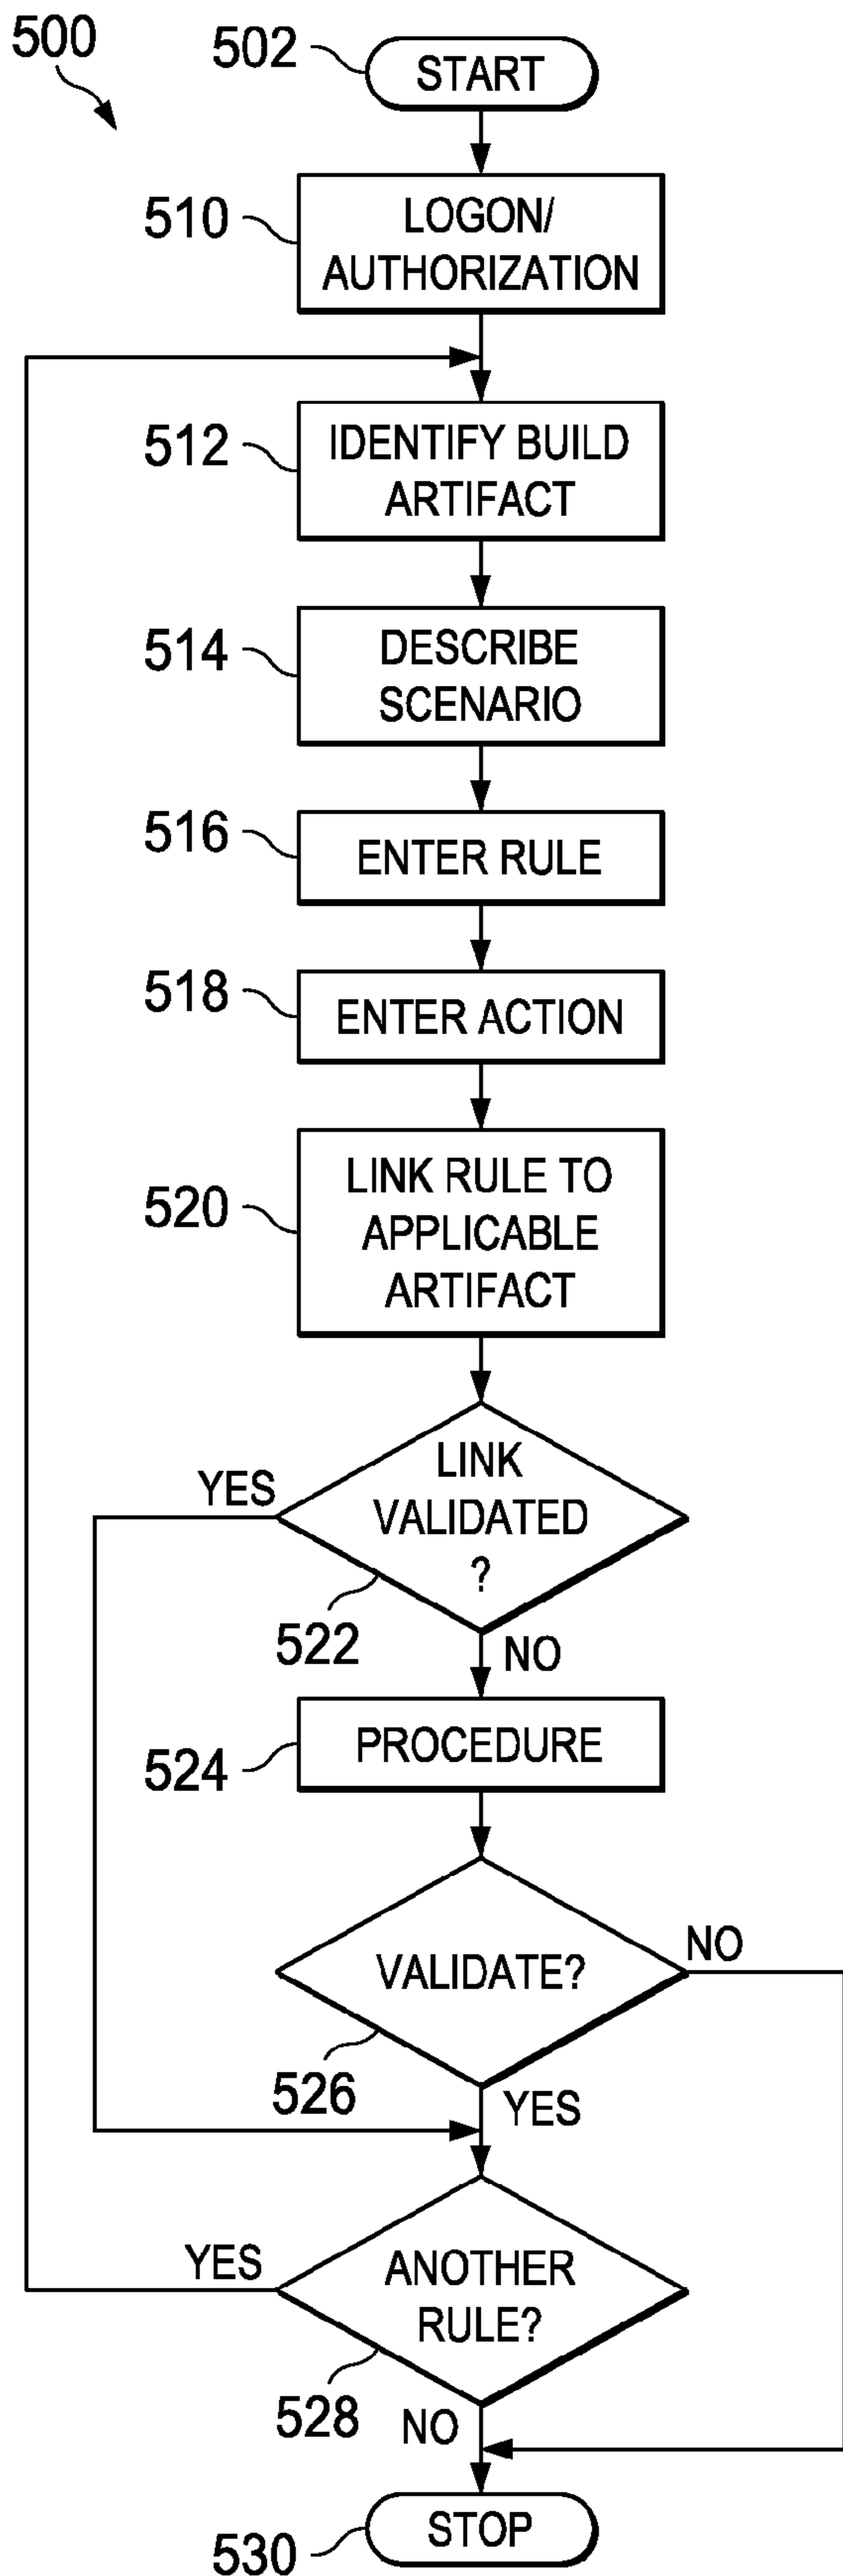 500
502
START
510
LOGON/
AUTHORIZATION
512
IDENTIFY BUILD
ARTIFACT
514
DESCRIBE
SCENARIO
516
ENTER RULE
518
ENTER ACTION
520
LINK RULE TO
APPLICABLE
ARTIFACT
YES
LINK
VALIDATED
?
522
NO
524
PROCEDURE
VALIDATE?
NO
526
YES
YES
ANOTHER
RULE?
528
NO
STOP
530